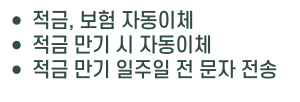 • 적금, 보험 자동이체
• 적금 만기 시 자동이체
• 적금 만기 일주일 전 문자 전송